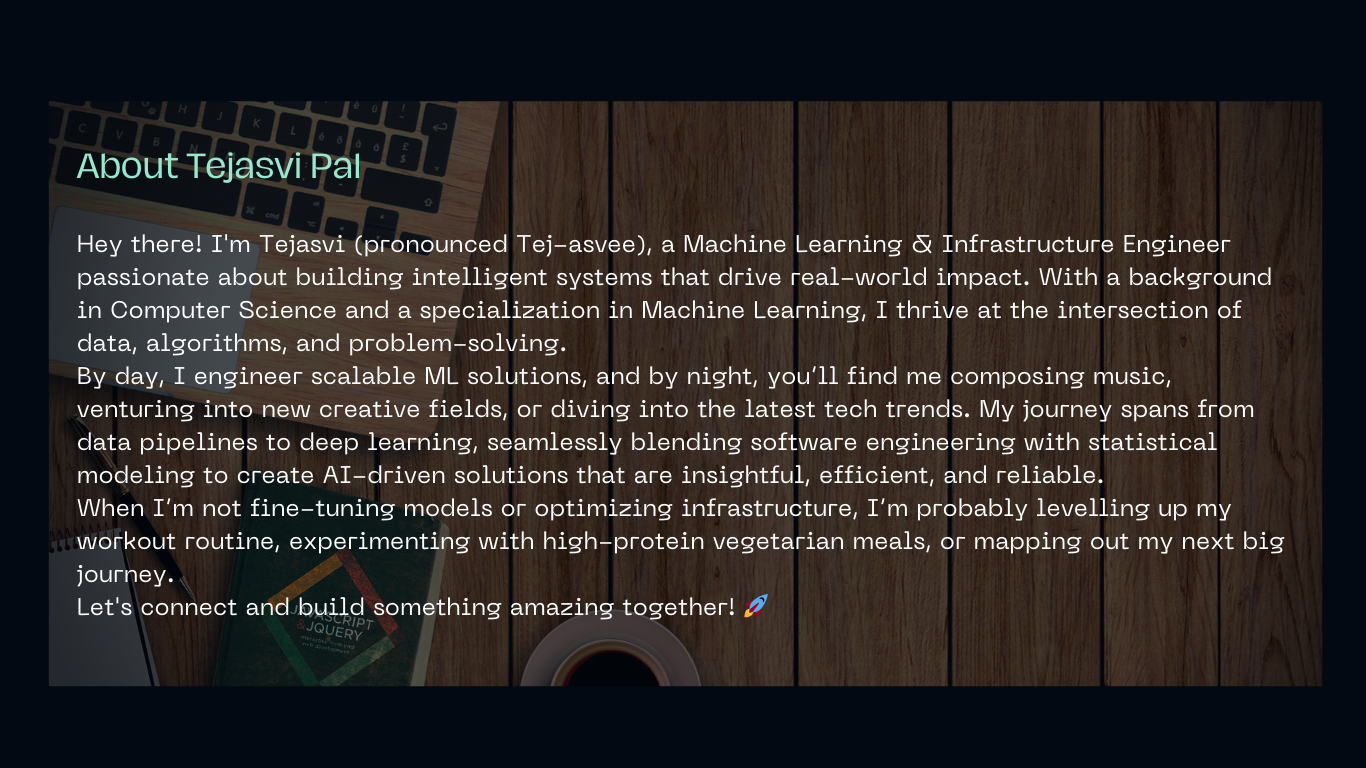 About Tejasvi Pal
Hey there! I'm Tejasvi (pronounced Tej-asvee), a Machine Learning & Infrastructure Engineer
passionate about building intelligent systems that drive real-world impact. With a background
in Computer Science and a specialization in Machine Learning, I thrive at the intersection of
data, algorithms, and problem-solving.
By day, I engineer scalable ML solutions, and by night, you’ll find me composing music,
venturing into new creative fields, or diving into the latest tech trends. My journey spans from
data pipelines to deep learning, seamlessly blending software engineering with statistical
modeling to create AI-driven solutions that are insightful, efficient, and reliable.
When I’m not fine-tuning models or optimizing infrastructure, I’m probably levelling up my
workout routine, experimenting with high-protein vegetarian meals, or mapping out my next big
journey.
Let's connect and build something amazing together! 🚀
JAVASCRIPT
&JQUERY